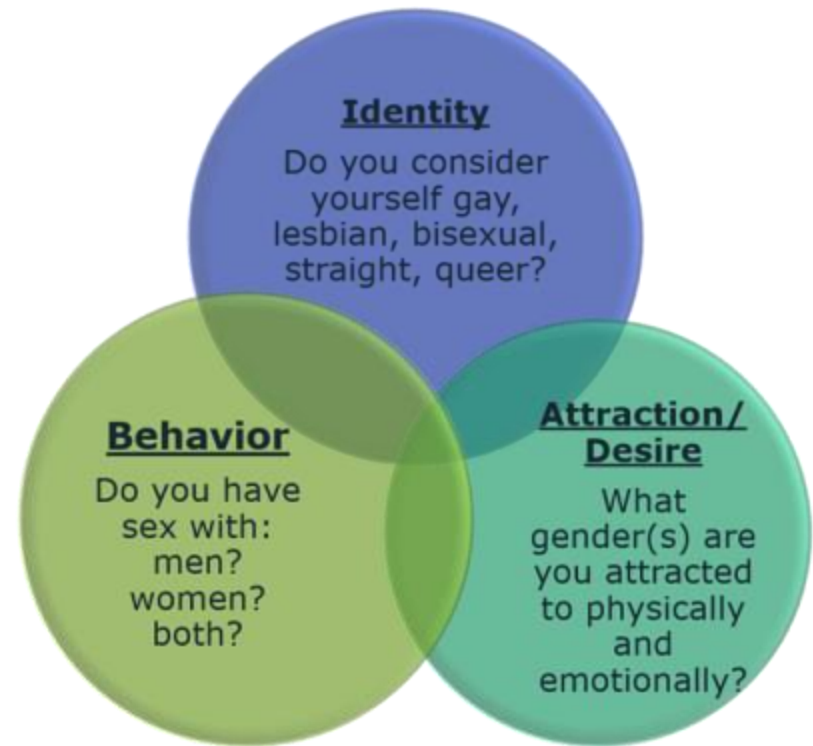 Identity
Do you consider
yourself gay,
lesbian, bisexual,
straight, queer?
Behavior
Do you have
sex with:
men?
women?
both?
Attraction/
Desire
What
gender(s) are
you attracted
to physically
and
emotionally?